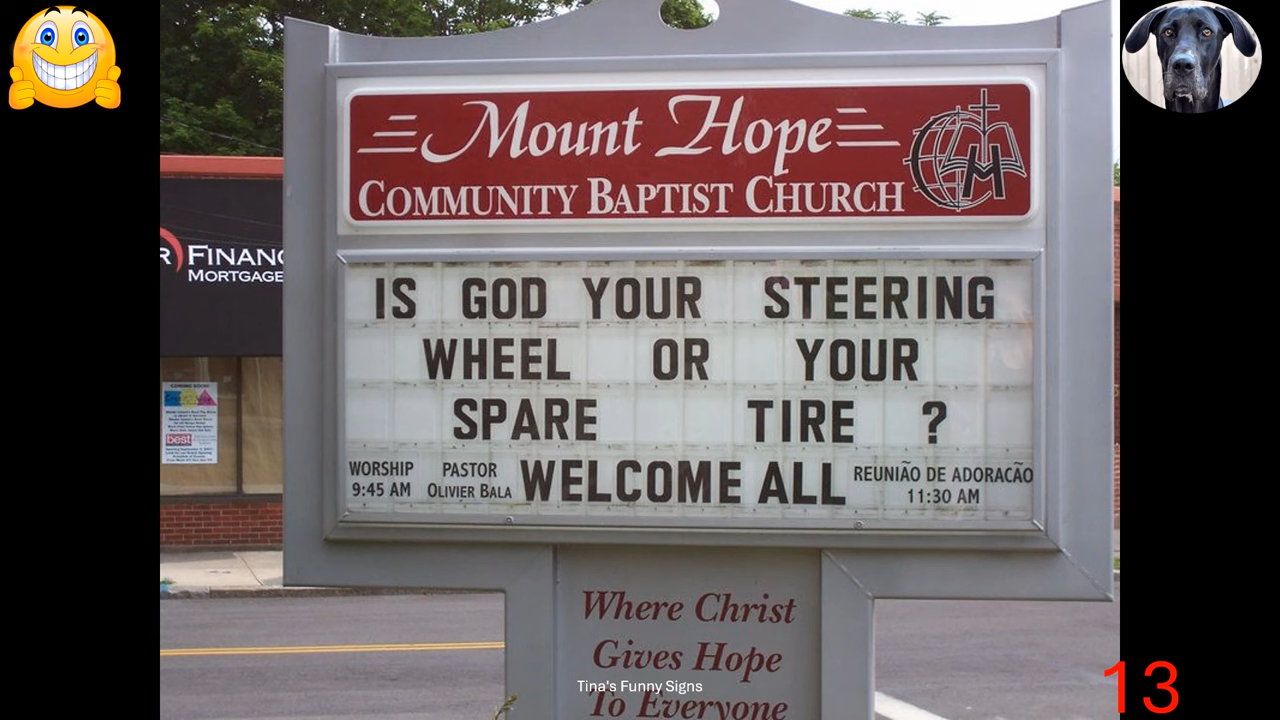 Mount Hope
COMMUNITY BAPTIST CHURCH
R FINANC
MORTGAGE
IS GOD YOUR STEERING
WHEEL OR YOUR
SPARE TIRE ?
WORSHIP
9:45 AM
PASTOR
OLIVIER BALA
WELCOME ALL
REUNIÃO DE ADORACÃO
11:30 AM
COMING SOON!
best
Where Christ
Gives Hope
To Everyone
Tina's Funny Signs
13